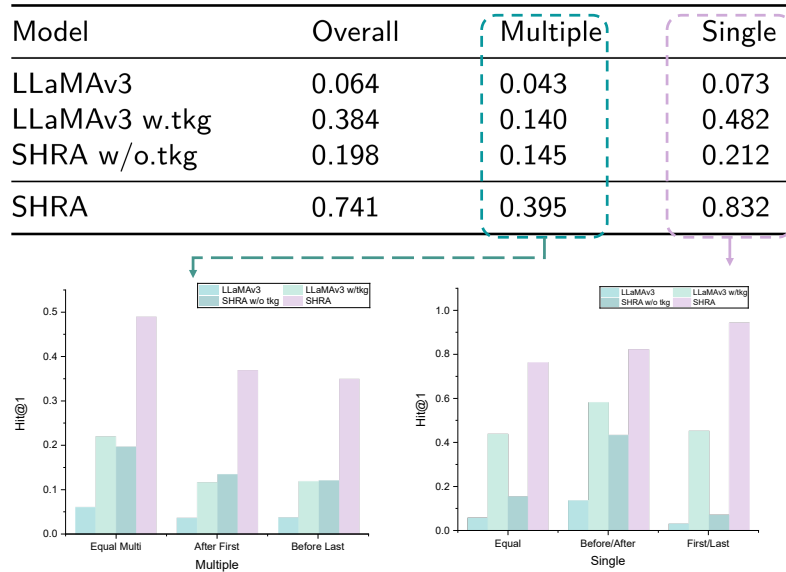 Model Overall Multiple Single
LLaMAv3 0.064 0.043 0.073
LLaMAv3 w.tkg 0.384 0.140 0.482
SHRA w/o.tkg 0.198 0.145 0.212
SHRA 0.741 0.395 0.832
LLaMAv3 LLaMAv3 w/tkg
SHRA w/o tkg SHRA
0.5
0.4
0.3
0.2
0.1
0.0
Hit@1
Equal Multi After First Before Last
Multiple
LLaMAv3 LLaMAv3 w/tkg
SHRA w/o tkg SHRA
1.0
0.8
0.6
0.4
0.2
0.0
Hit@1
Equal Before/After First/Last
Single